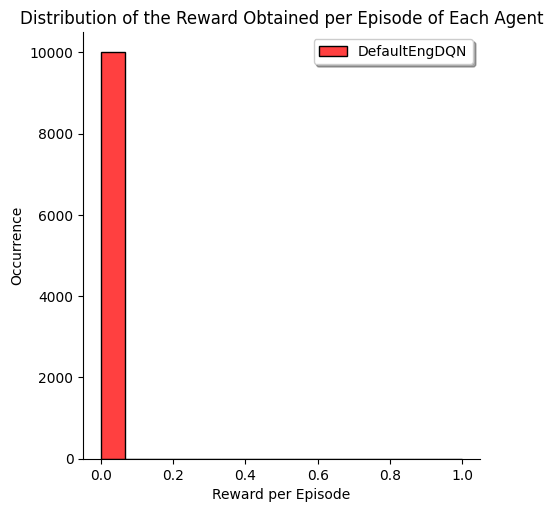 Distribution of the Reward Obtained per Episode of Each Agent
DefaultEngDQN
10000
8000
6000
4000
2000
0
Occurrence
0.0 0.2 0.4 0.6 0.8 1.0
Reward per Episode